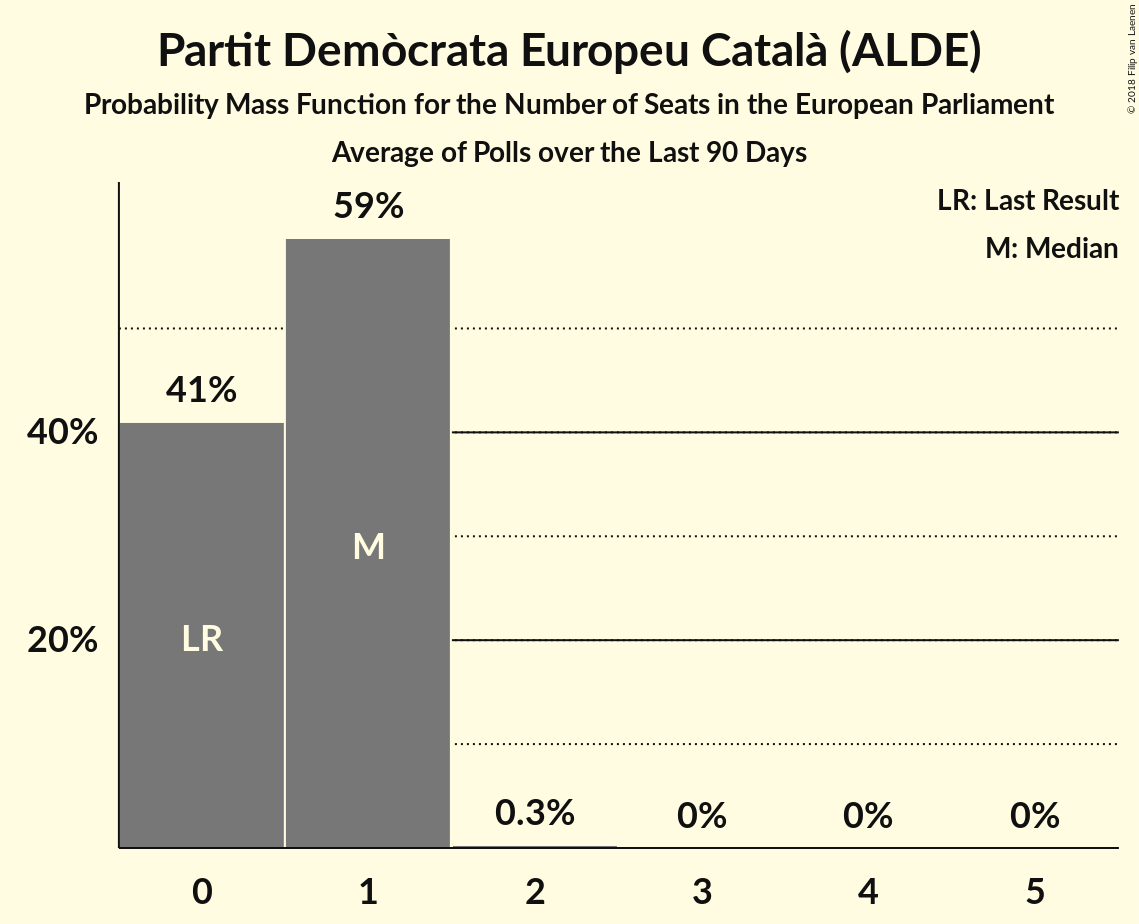 Partit Demòcrata Europeu Català (ALDE)
Probability Mass Function for the Number of Seats in the European Parliament
Average of Polls over the Last 90 Days
© 2018 Filip van Laenen
LR: Last Result
M: Median
59%
41%
40%
M
LR
20%
0.3%
0%
0%
0%
0
1
2
3
4
5